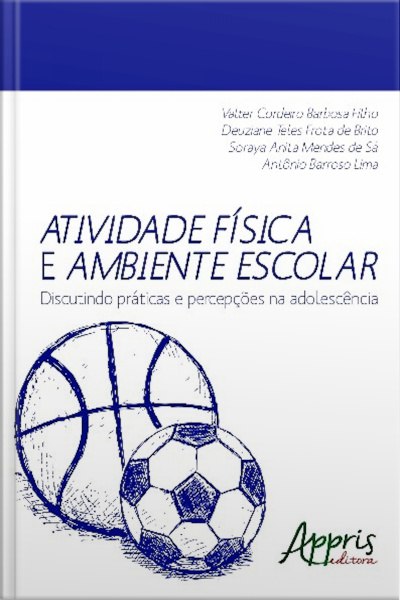 Valter Cordeiro Barbosa Filho
Deuziane Teles Frota de Brito
Soraya Anita Mendes de Sá
Antônio Barroso Lima
ATIVIDADE FÍSICA
E AMBIENTE ESCOLAR
Discutindo práticas e percepções na adolescência
Appris
editora